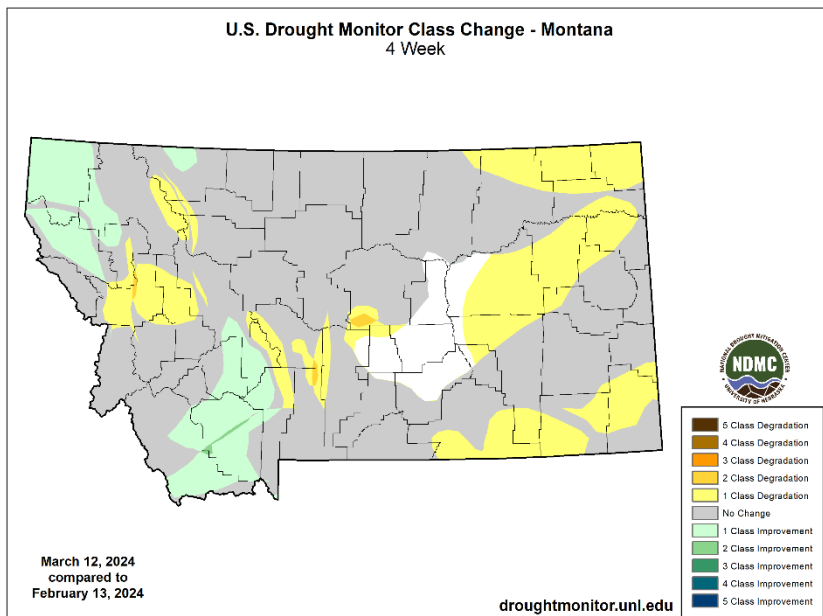 U.S. Drought Monitor Class Change - Montana
4 Week
NATIONAL DROUGHT MITIGATION CENTER
NDMC
UNIVERSITY OF NEBRASKA
5 Class Degradation
4 Class Degradation
3 Class Degradation
2 Class Degradation
1 Class Degradation
No Change
1 Class Improvement
2 Class Improvement
3 Class Improvement
4 Class Improvement
5 Class Improvement
March 12, 2024
compared to
February 13, 2024
droughtmonitor.unl.edu